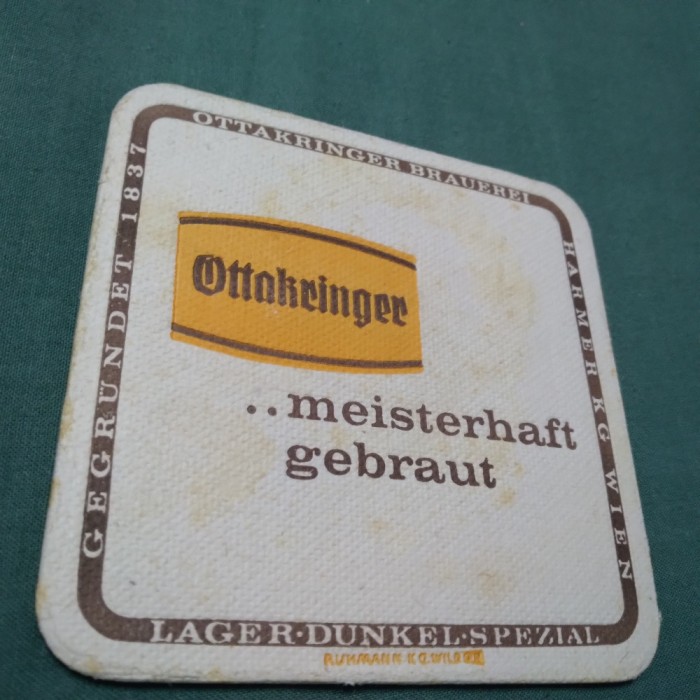 OTTAKRINGER BRAUEREI
HARMER KG WIEN
GEGRÜNDET 1837
Ottakringer
..meisterhaft
gebraut
LAGER·DUNKEL·SPEZIAL
K.G.